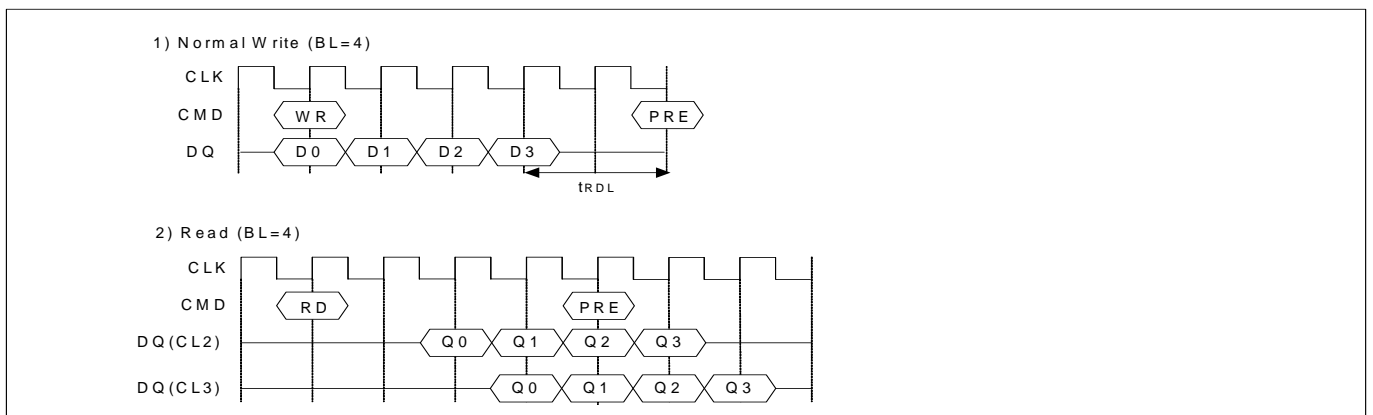 1) Normal Write (BL=4)
CLK
CMD WR PRE
DQ D0 D1 D2 D3
tRDL
2) Read (BL=4)
CLK
CMD RD PRE
DQ(CL2) Q0 Q1 Q2 Q3
DQ(CL3) Q0 Q1 Q2 Q3